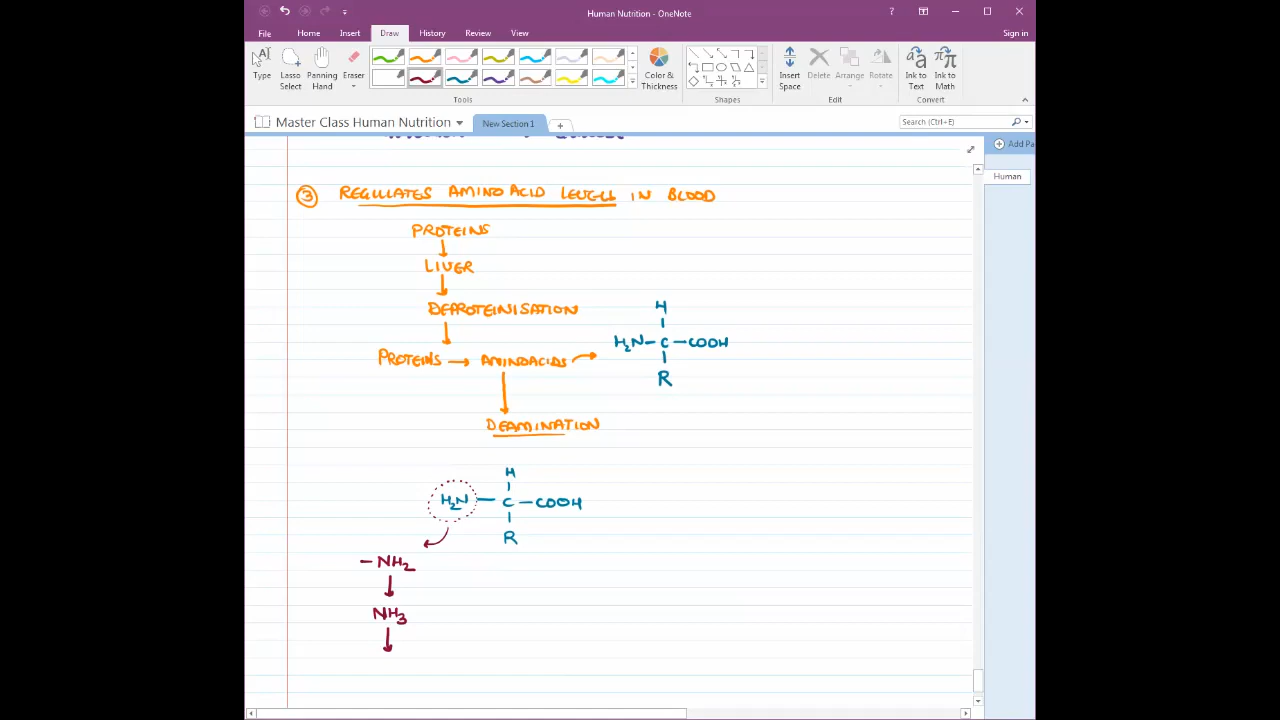 Human Nutrition - OneNote
?
File Home Insert Draw History Review View Sign in
Type
Lasso Select
Panning Hand
Eraser
Color & Thickness
Insert Space
Delete
Arrange
Rotate
Ink to Text
Ink to Math
Tools
Shapes
Edit
Convert
Master Class Human Nutrition
New Section 1
+
Search (Ctrl+E)
Add Pa
Human
③ REGULATES AMINO ACID LEVELS IN BLOOD
PROTEINS
↓
LIVER
↓
DEPROTEINISATION
↓
PROTEINS → AMINOACIDS →
H
H₂N – C – COOH
R
↓
DEAMINATION
H
H₂N – C – COOH
R
– NH₂
↓
NH₃
↓